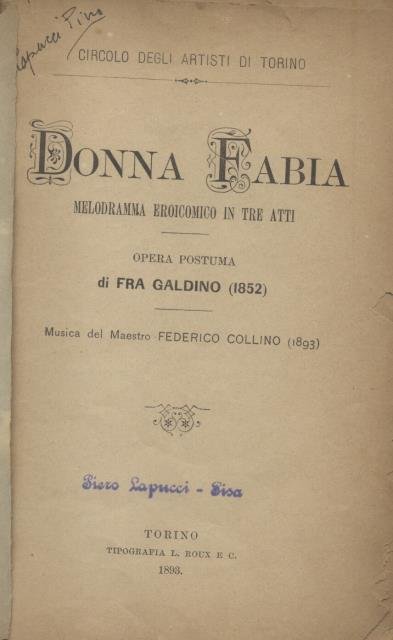 Lapucci Piero
CIRCOLO DEGLI ARTISTI DI TORINO
DONNA FABIA
MELODRAMMA EROICOMICO IN TRE ATTI
OPERA POSTUMA
di FRA GALDINO (1852)
Musica del Maestro FEDERICO COLLINO (1893)
Piero Lapucci - Pisa
TORINO
TIPOGRAFIA L. ROUX E C.
1893.